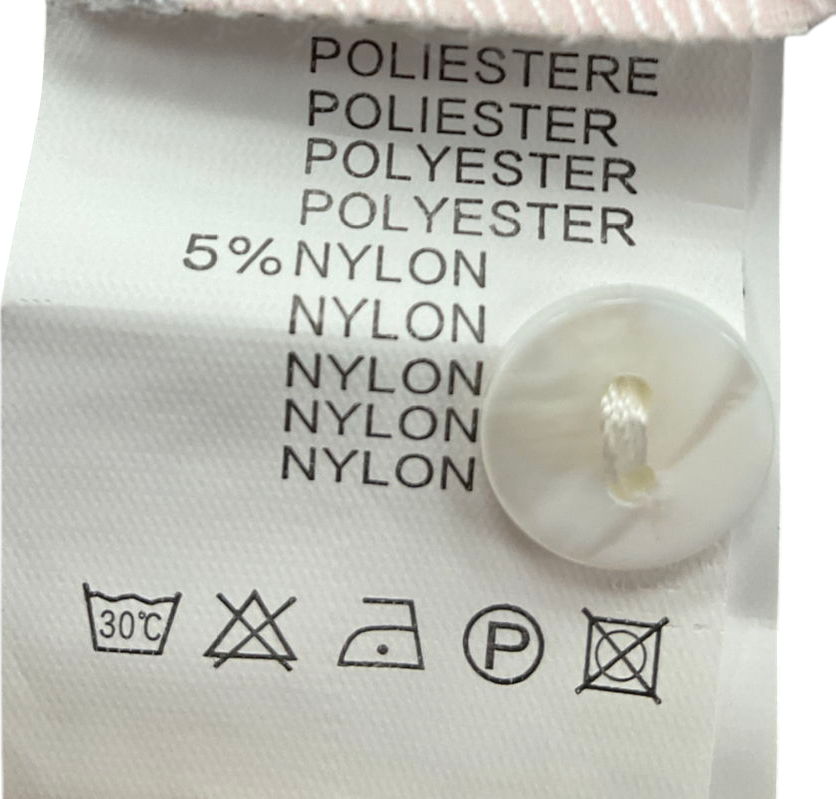 POLIESTERE
POLIESTER
POLYESTER
POLYESTER
5% NYLON
NYLON
NYLON
NYLON
NYLON
30°C P